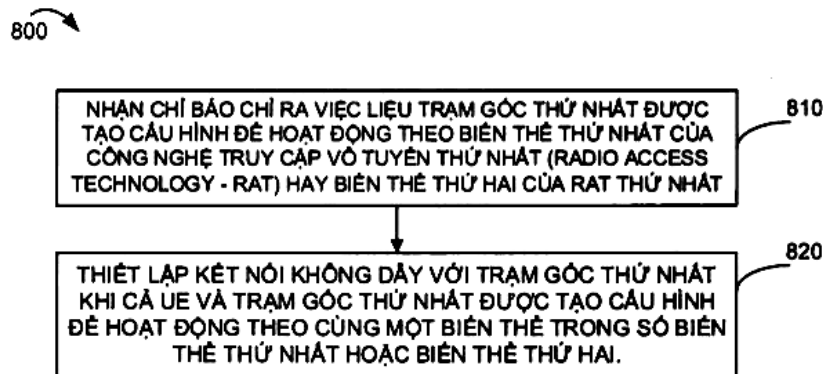 800
NHẬN CHỈ BÁO CHỈ RA VIỆC LIỆU TRẠM GỐC THỨ NHẤT ĐƯỢC
TẠO CẤU HÌNH ĐỂ HOẠT ĐỘNG THEO BIẾN THỂ THỨ NHẤT CỦA
CÔNG NGHỆ TRUY CẬP VÔ TUYẾN THỨ NHẤT (RADIO ACCESS
TECHNOLOGY - RAT) HAY BIẾN THỂ THỨ HAI CỦA RAT THỨ NHẤT
810
THIẾT LẬP KẾT NỐI KHÔNG DÂY VỚI TRẠM GỐC THỨ NHẤT
KHI CẢ UE VÀ TRẠM GỐC THỨ NHẤT ĐƯỢC TẠO CẤU HÌNH
ĐỂ HOẠT ĐỘNG THEO CÙNG MỘT BIẾN THỂ TRONG SỐ BIẾN
THỂ THỨ NHẤT HOẶC BIẾN THỂ THỨ HAI.
820